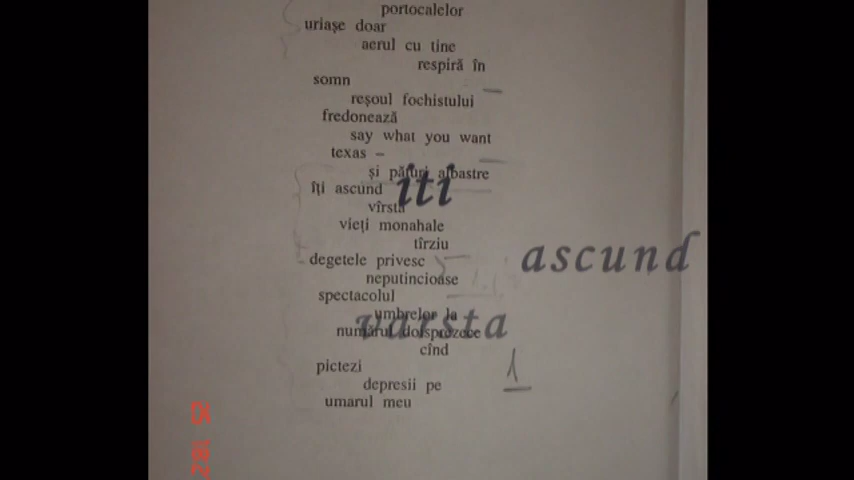 portocalelor
uriașe doar
aerul cu tine
respiră în
somn
reșoul fochistului
fredonează
say what you want
texas –
și pături albastre
îți ascund
vîrsta
vieți monahale
tîrziu
degetele privesc
neputincioase
spectacolul
umbrelor la
numărul doisprezece
cînd
pictezi
depresii pe
umarul meu
iti
ascund
varsta
1